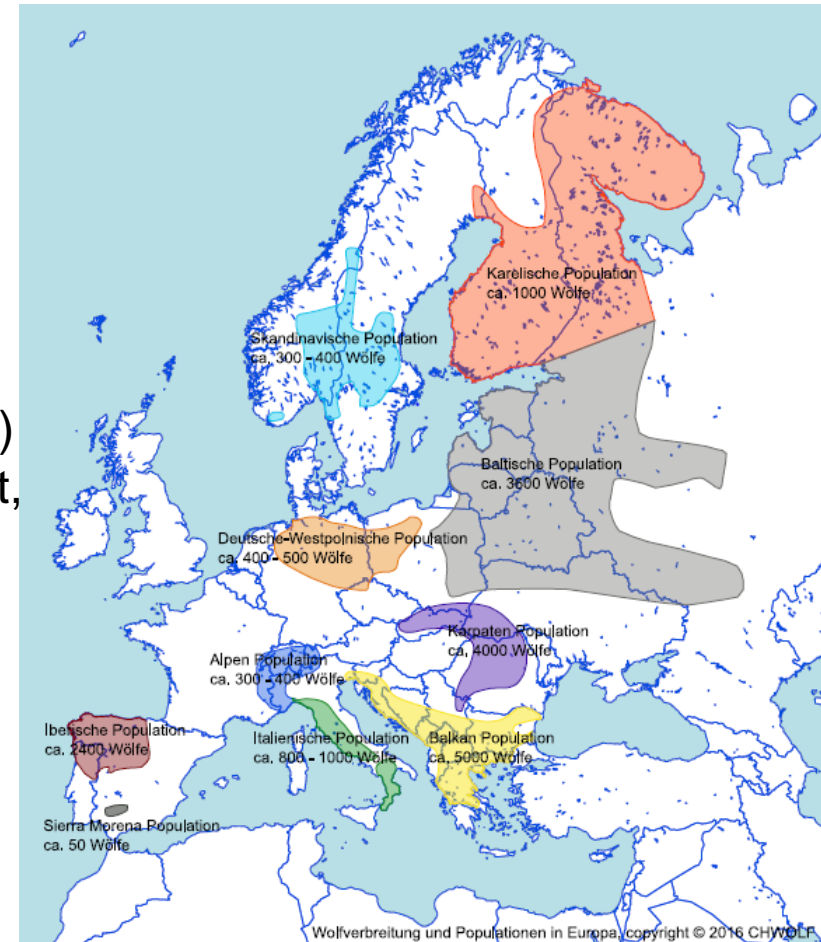 )
t,
Karelische Population
ca. 1000 Wölfe
Skandinavische Population
ca. 300 - 400 Wölfe
Baltische Population
ca. 3600 Wölfe
Deutsche-Westpolnische Population
ca. 400 - 500 Wölfe
Karpaten Population
ca. 4000 Wölfe
Alpen Population
ca. 300 - 400 Wölfe
Iberische Population
ca. 2400 Wölfe
Italienische Population
ca. 800 - 1000 Wölfe
Balkan Population
ca. 5000 Wölfe
Sierra Morena Population
ca. 50 Wölfe
Wolfverbreitung und Populationen in Europa, copyright © 2016 CHWOLF